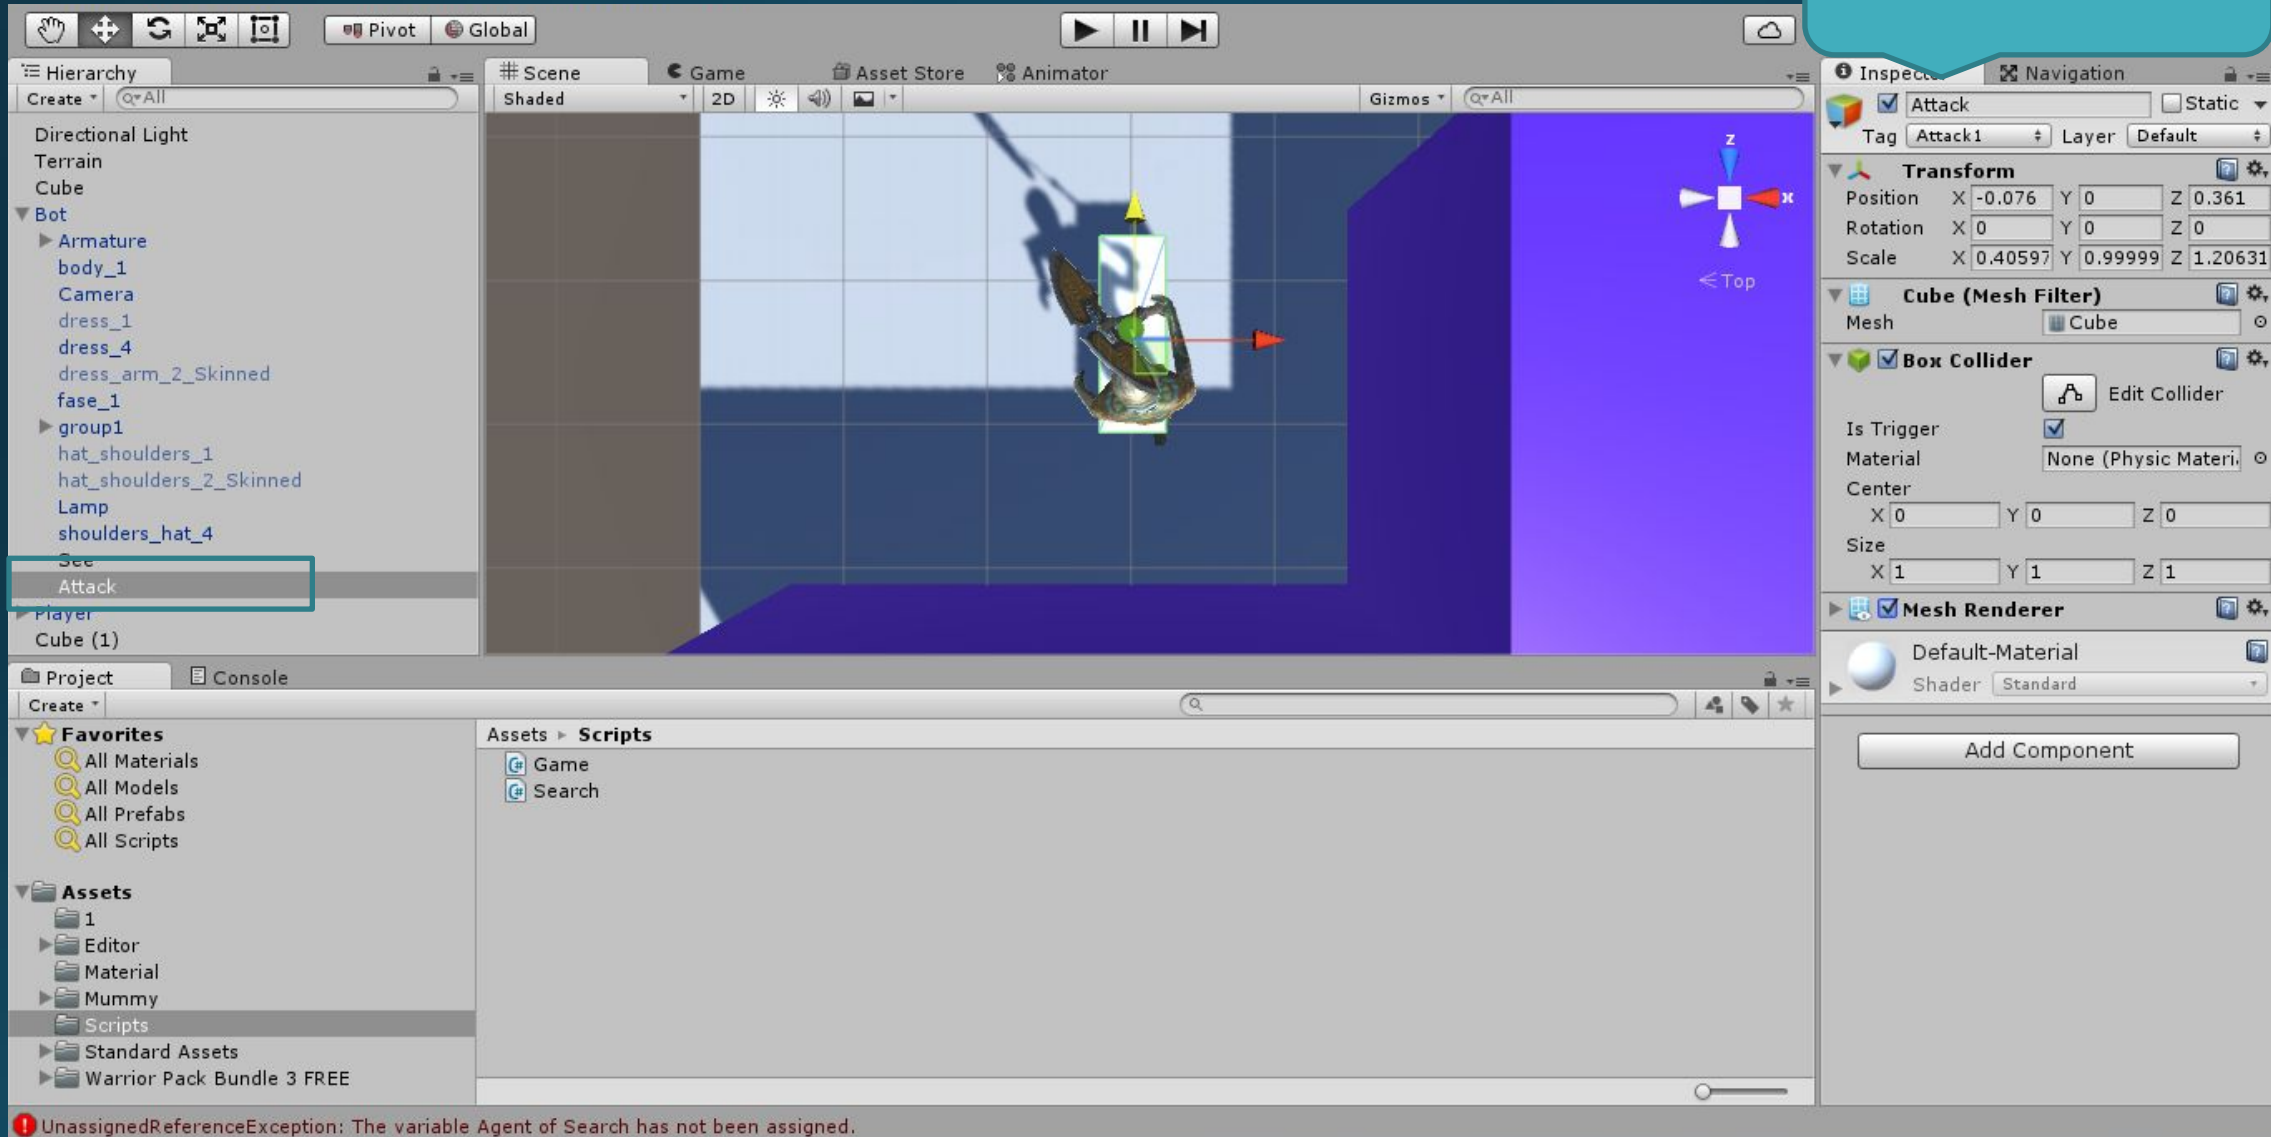 Pivot
Global
Hierarchy
Create
All
Directional Light
Terrain
Cube
Bot
Armature
body_1
Camera
dress_1
dress_4
dress_arm_2_Skinned
fase_1
group1
hat_shoulders_1
hat_shoulders_2_Skinned
Lamp
shoulders_hat_4
See
Attack
Player
Cube (1)
Scene
Game
Asset Store
Animator
Shaded
2D
Gizmos
All
z
x
Top
Inspector
Navigation
Attack
Static
Tag Attack1 Layer Default
Transform
Position X -0.076 Y 0 Z 0.361
Rotation X 0 Y 0 Z 0
Scale X 0.40597 Y 0.99999 Z 1.20631
Cube (Mesh Filter)
Mesh Cube
Box Collider
Edit Collider
Is Trigger
Material None (Physic Materi
Center
X 0 Y 0 Z 0
Size
X 1 Y 1 Z 1
Mesh Renderer
Default-Material
Shader Standard
Add Component
Project
Console
Create
Favorites
All Materials
All Models
All Prefabs
All Scripts
Assets
1
Editor
Material
Mummy
Scripts
Standard Assets
Warrior Pack Bundle 3 FREE
Assets Scripts
Game
Search
UnassignedReferenceException: The variable Agent of Search has not been assigned.